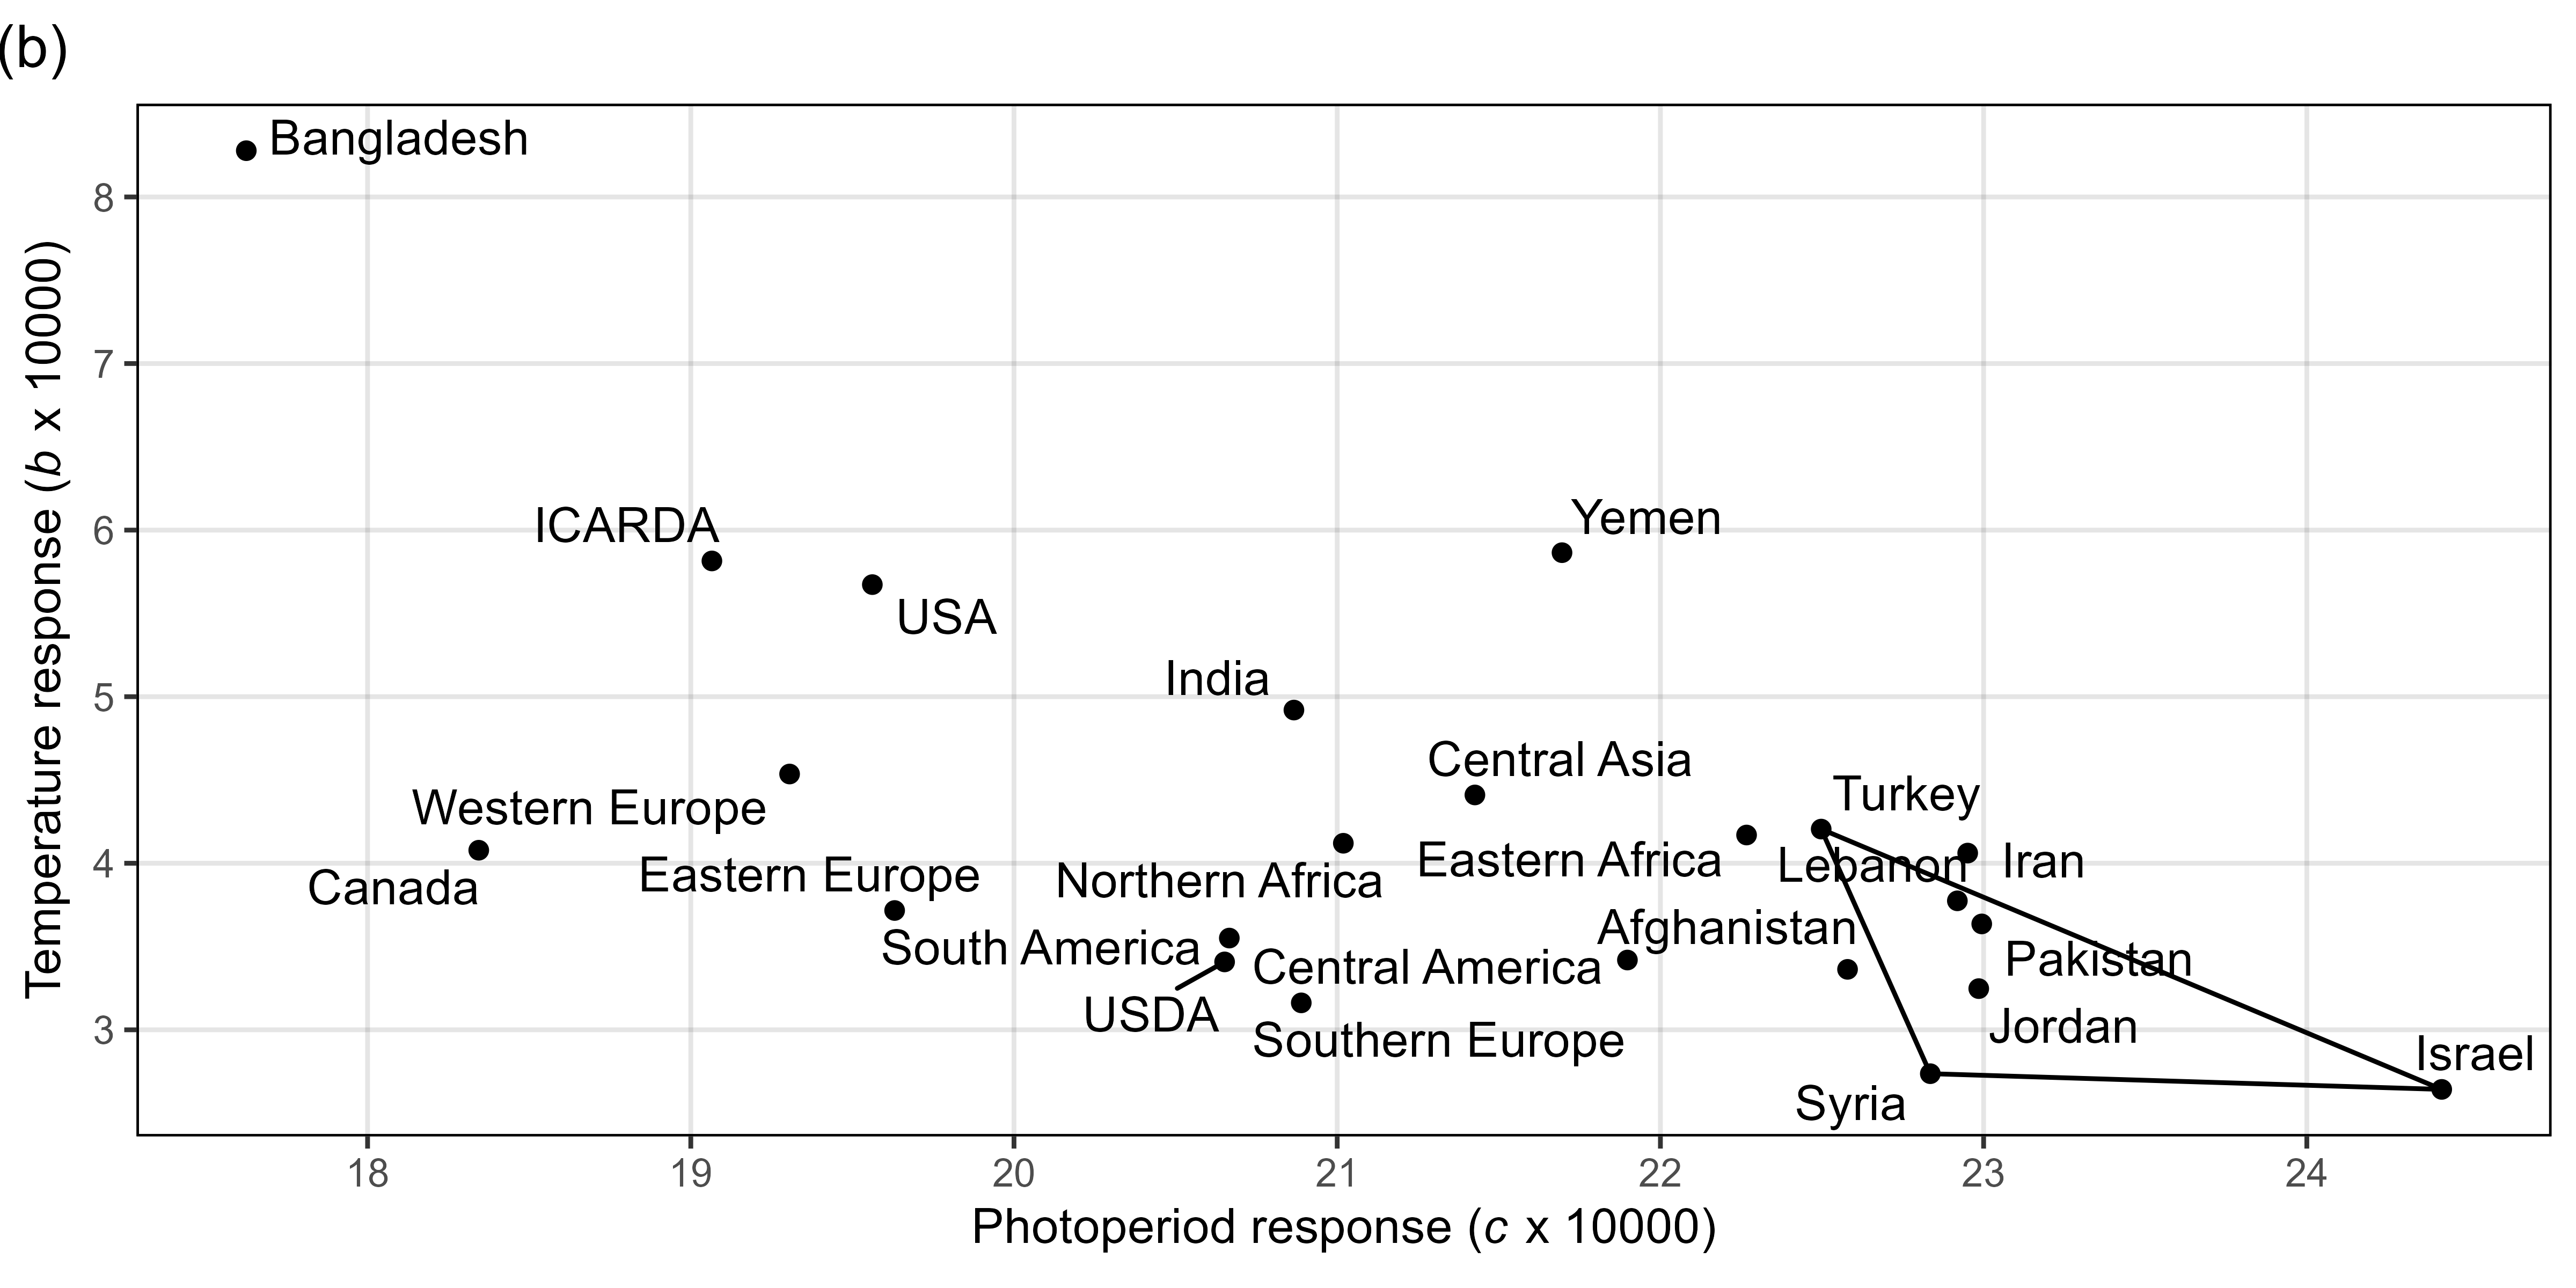 (b)
Bangladesh
8
7
ICARDA
Yemen
6
USA
India
5
Central Asia
Western Europe
Turkey
Canada
4
Eastern Europe
Northern Africa
Eastern Africa
Lebanon
Iran
South America
Afghanistan
Central America
Pakistan
USDA
3
Southern Europe
Jordan
Israel
Syria
18 19 20 21 22 23 24
Photoperiod response (c x 10000)
Temperature response (b x 10000)